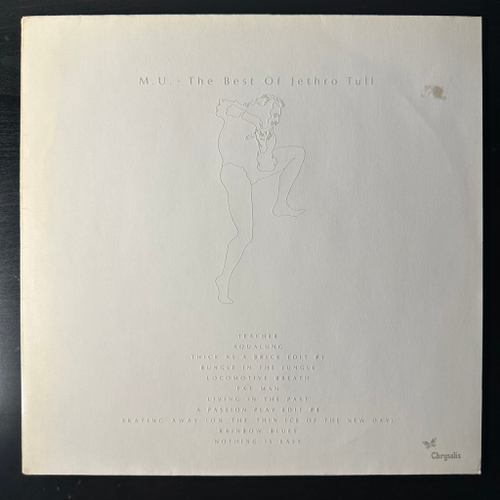 M.U. - The Best Of Jethro Tull
TEACHER
AQUALUNG
THICK AS A BRICK EDIT #1
BUNGLE IN THE JUNGLE
LOCOMOTIVE BREATH
FAT MAN
LIVING IN THE PAST
A PASSION PLAY EDIT #8
SKATING AWAY (ON THE THIN ICE OF THE NEW DAY)
RAINBOW BLUES
NOTHING IS EASY
Chrysalis